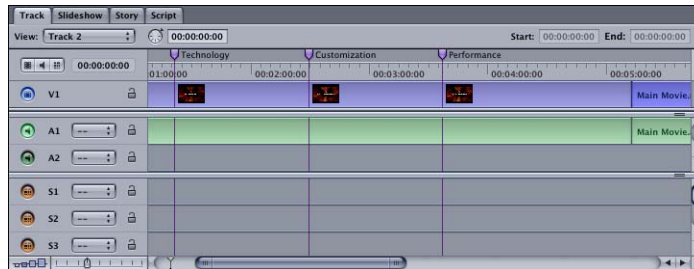 Track Slideshow Story Script
View: Track 2 00:00:00:00 Start: 00:00:00:00 End: 00:00:00:00
Technology Customization Performance
00:00:00:00
01:00:00 00:02:00:00 00:03:00:00 00:04:00:00 00:05:00:00
V1 Main Movie.
A1 -- Main Movie.
A2 --
S1 --
S2 --
S3 --